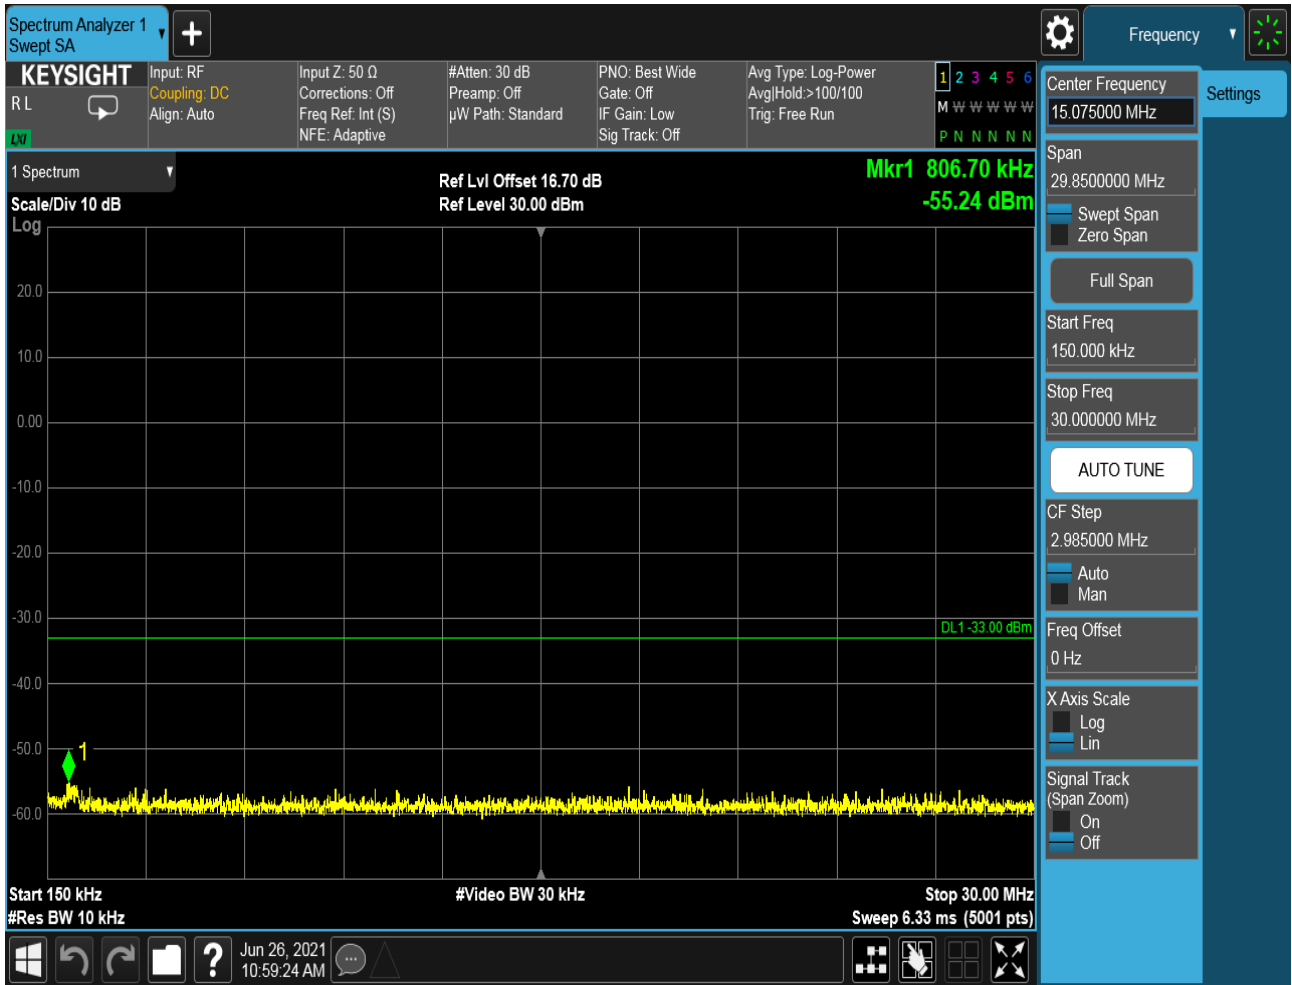 Spectrum Analyzer 1
Swept SA
Frequency
KEYSIGHT
R L
LXI
Input: RF
Coupling: DC
Align: Auto
Input Z: 50 Ω
Corrections: Off
Freq Ref: Int (S)
NFE: Adaptive
#Atten: 30 dB
Preamp: Off
µW Path: Standard
PNO: Best Wide
Gate: Off
IF Gain: Low
Sig Track: Off
Avg Type: Log-Power
Avg|Hold:>100/100
Trig: Free Run
1 2 3 4 5 6
M W W W W W
P N N N N N
Center Frequency
15.075000 MHz
Settings
Span
29.8500000 MHz
Swept Span
Zero Span
Full Span
Start Freq
150.000 kHz
Stop Freq
30.000000 MHz
AUTO TUNE
CF Step
2.985000 MHz
Auto
Man
Freq Offset
0 Hz
X Axis Scale
Log
Lin
Signal Track
(Span Zoom)
On
Off
1 Spectrum
Scale/Div 10 dB
Log
Ref Lvl Offset 16.70 dB
Ref Level 30.00 dBm
Mkr1 806.70 kHz
-55.24 dBm
20.0
10.0
0.00
-10.0
-20.0
-30.0
DL1 -33.00 dBm
-40.0
-50.0
1
-60.0
Start 150 kHz
#Video BW 30 kHz
Stop 30.00 MHz
#Res BW 10 kHz
Sweep 6.33 ms (5001 pts)
?
Jun 26, 2021
10:59:24 AM